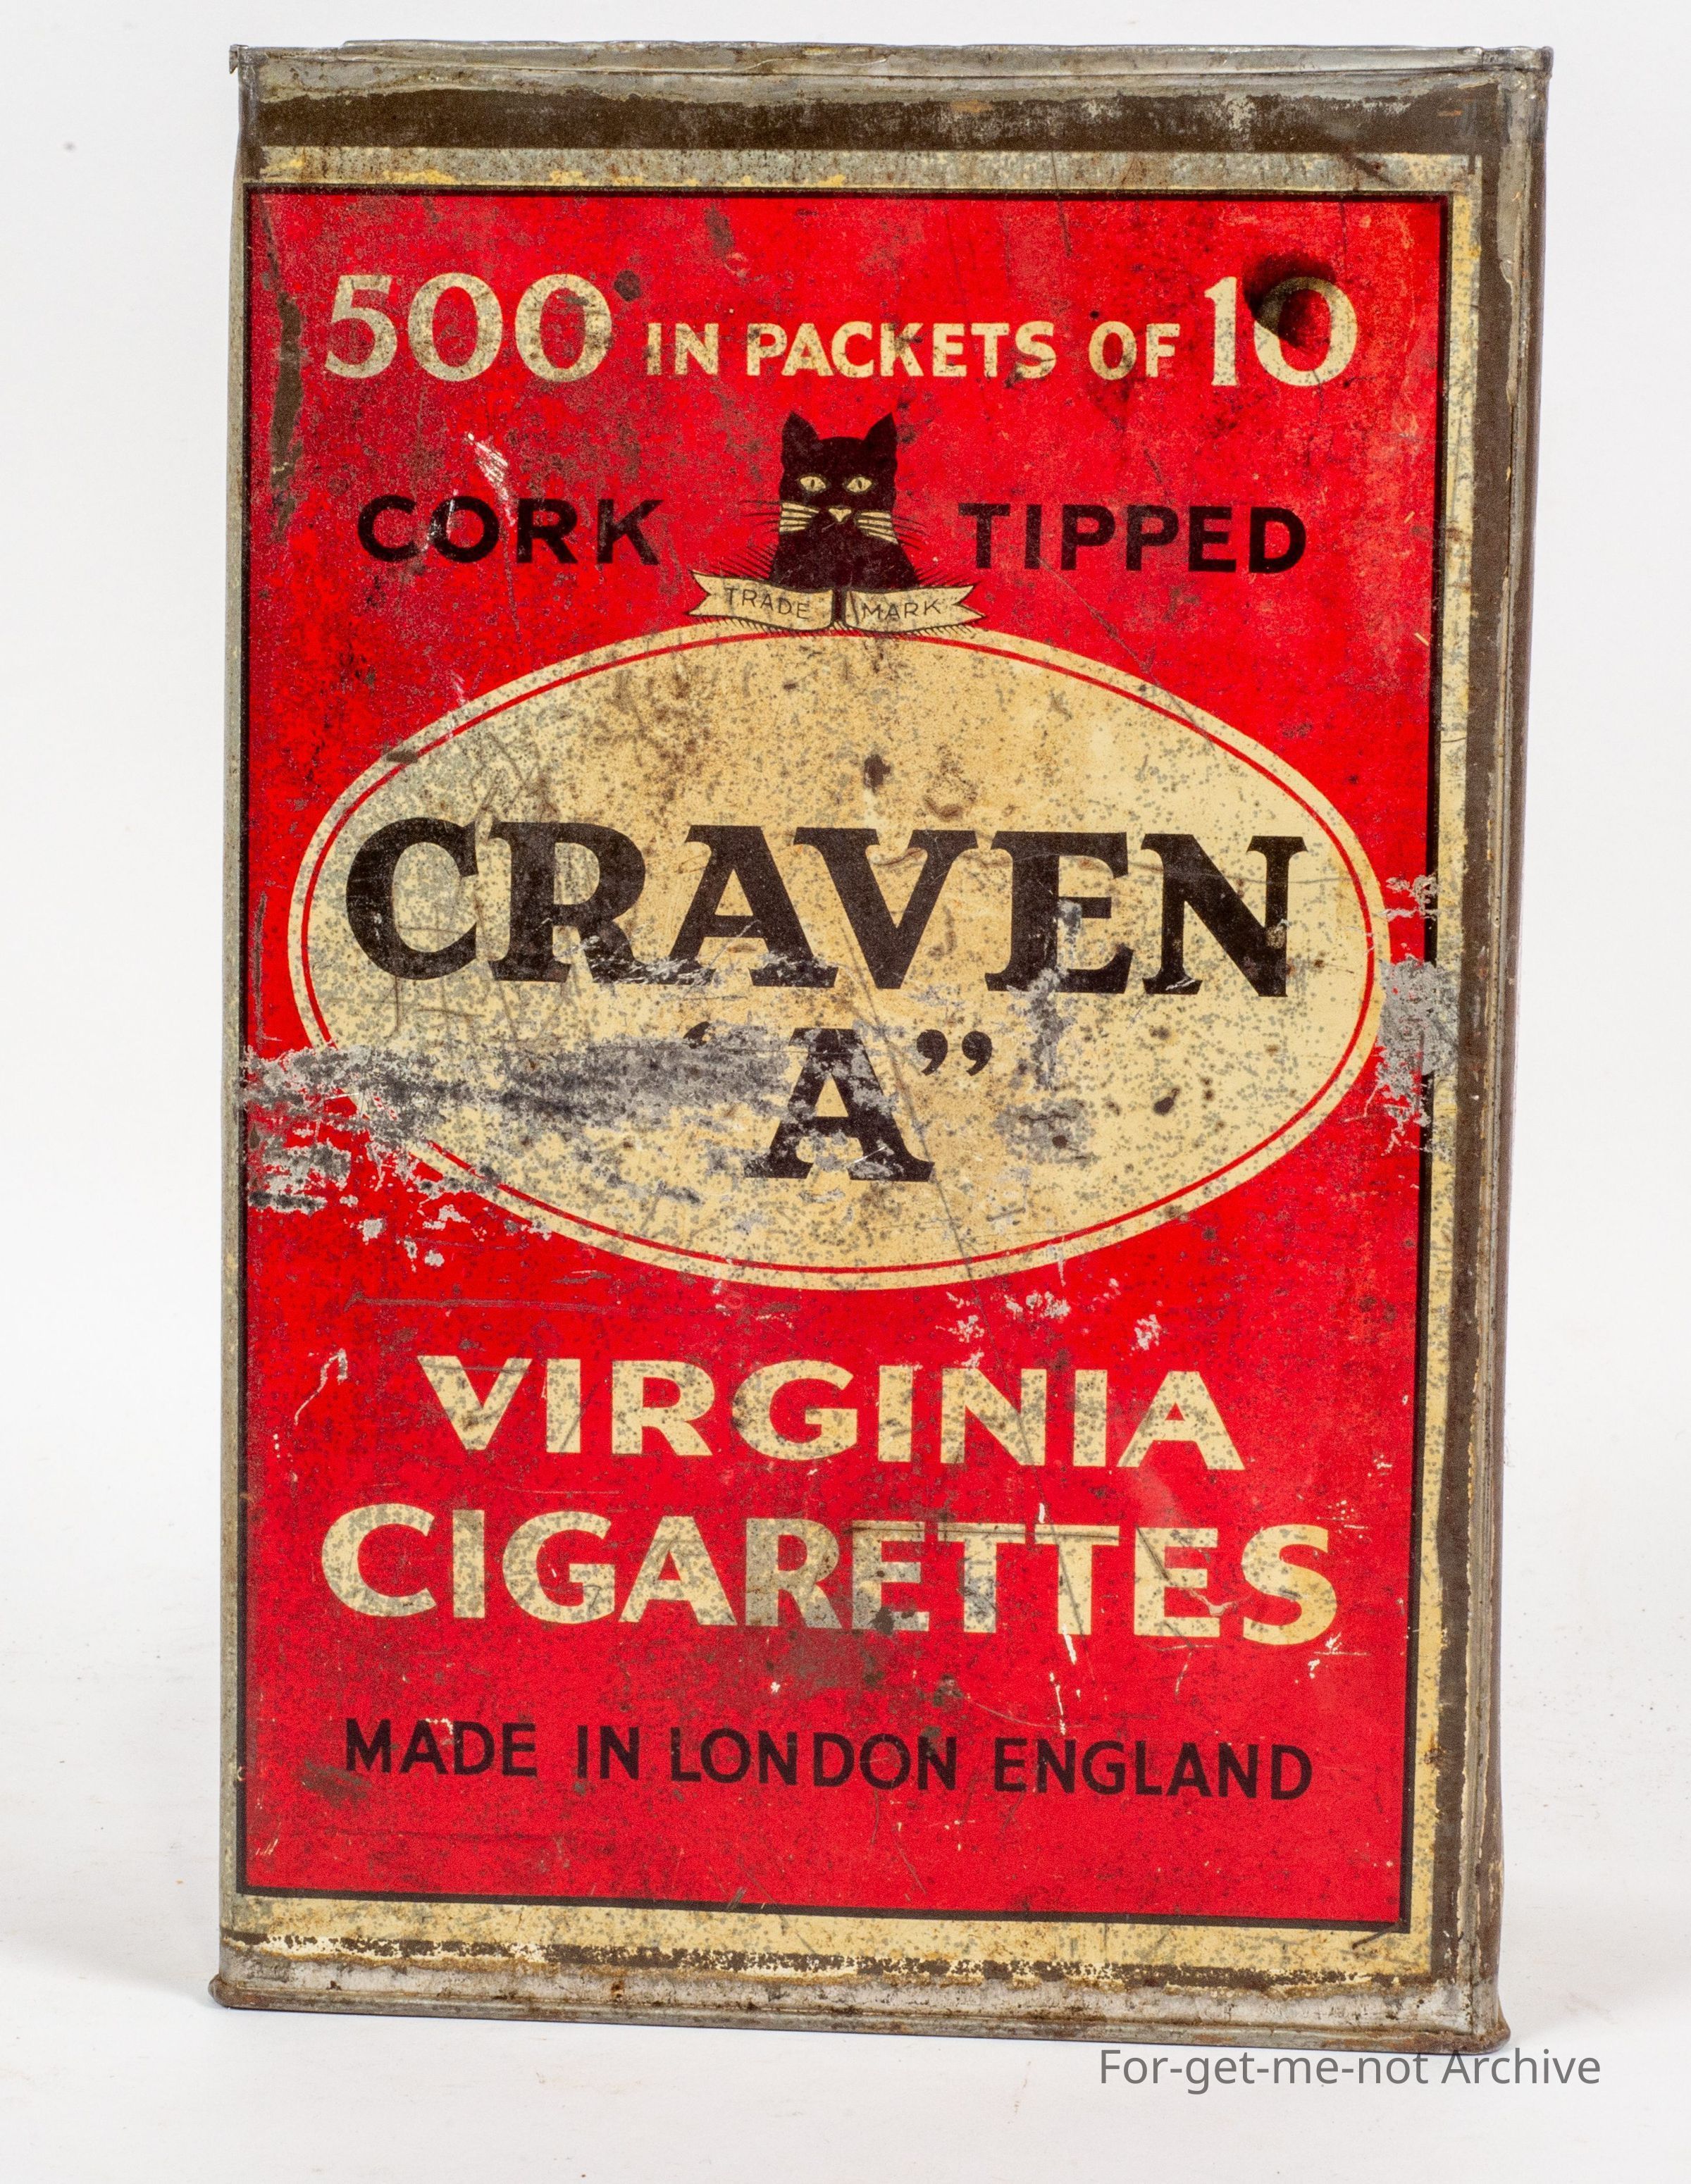 500 IN PACKETS OF 10
CORK TIPPED
TRADE MARK
CRAVEN
“A”
VIRGINIA
CIGARETTES
MADE IN LONDON ENGLAND
For-get-me-not Archive